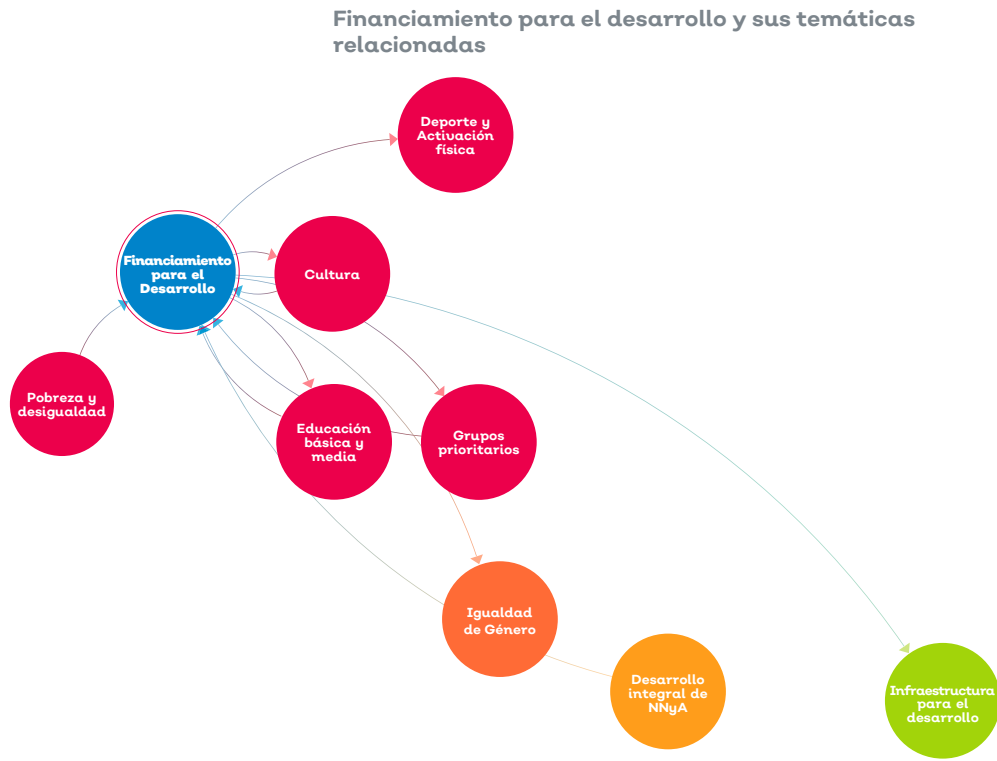 Financiamiento para el desarrollo y sus temáticas
relacionadas
Deporte y
Activación
física
Financiamiento
para el
Desarrollo
Cultura
Pobreza y
desigualdad
Educación
básica y
media
Grupos
prioritarios
Igualdad
de Género
Desarrollo
integral de
NNyA
Infraestructura
para el
desarrollo